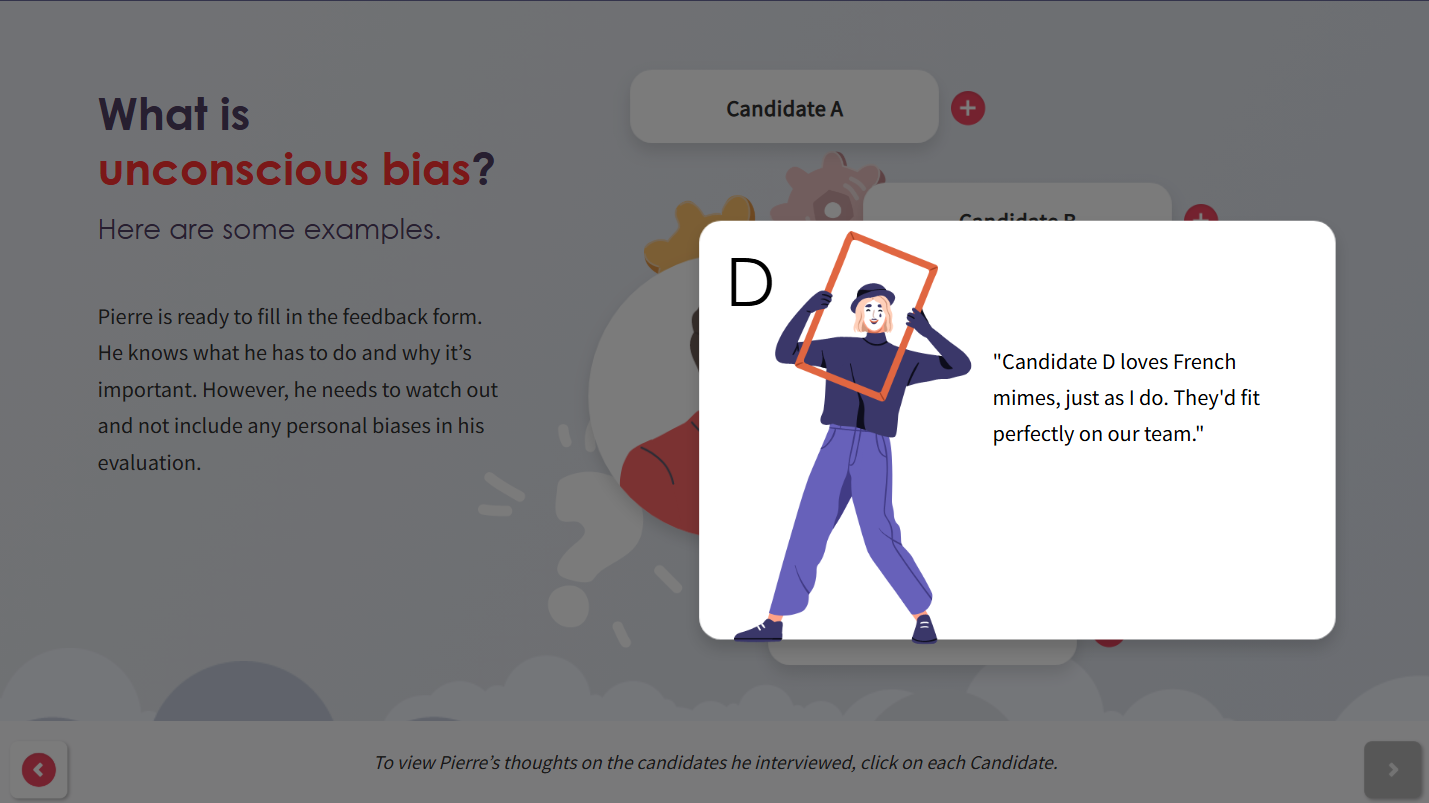 What is
unconscious bias?
Here are some examples.
Pierre is ready to fill in the feedback form.
He knows what he has to do and why it’s
important. However, he needs to watch out
and not include any personal biases in his
evaluation.
Candidate A
Candidate B
D
"Candidate D loves French
mimes, just as I do. They'd fit
perfectly on our team."
To view Pierre’s thoughts on the candidates he interviewed, click on each Candidate.